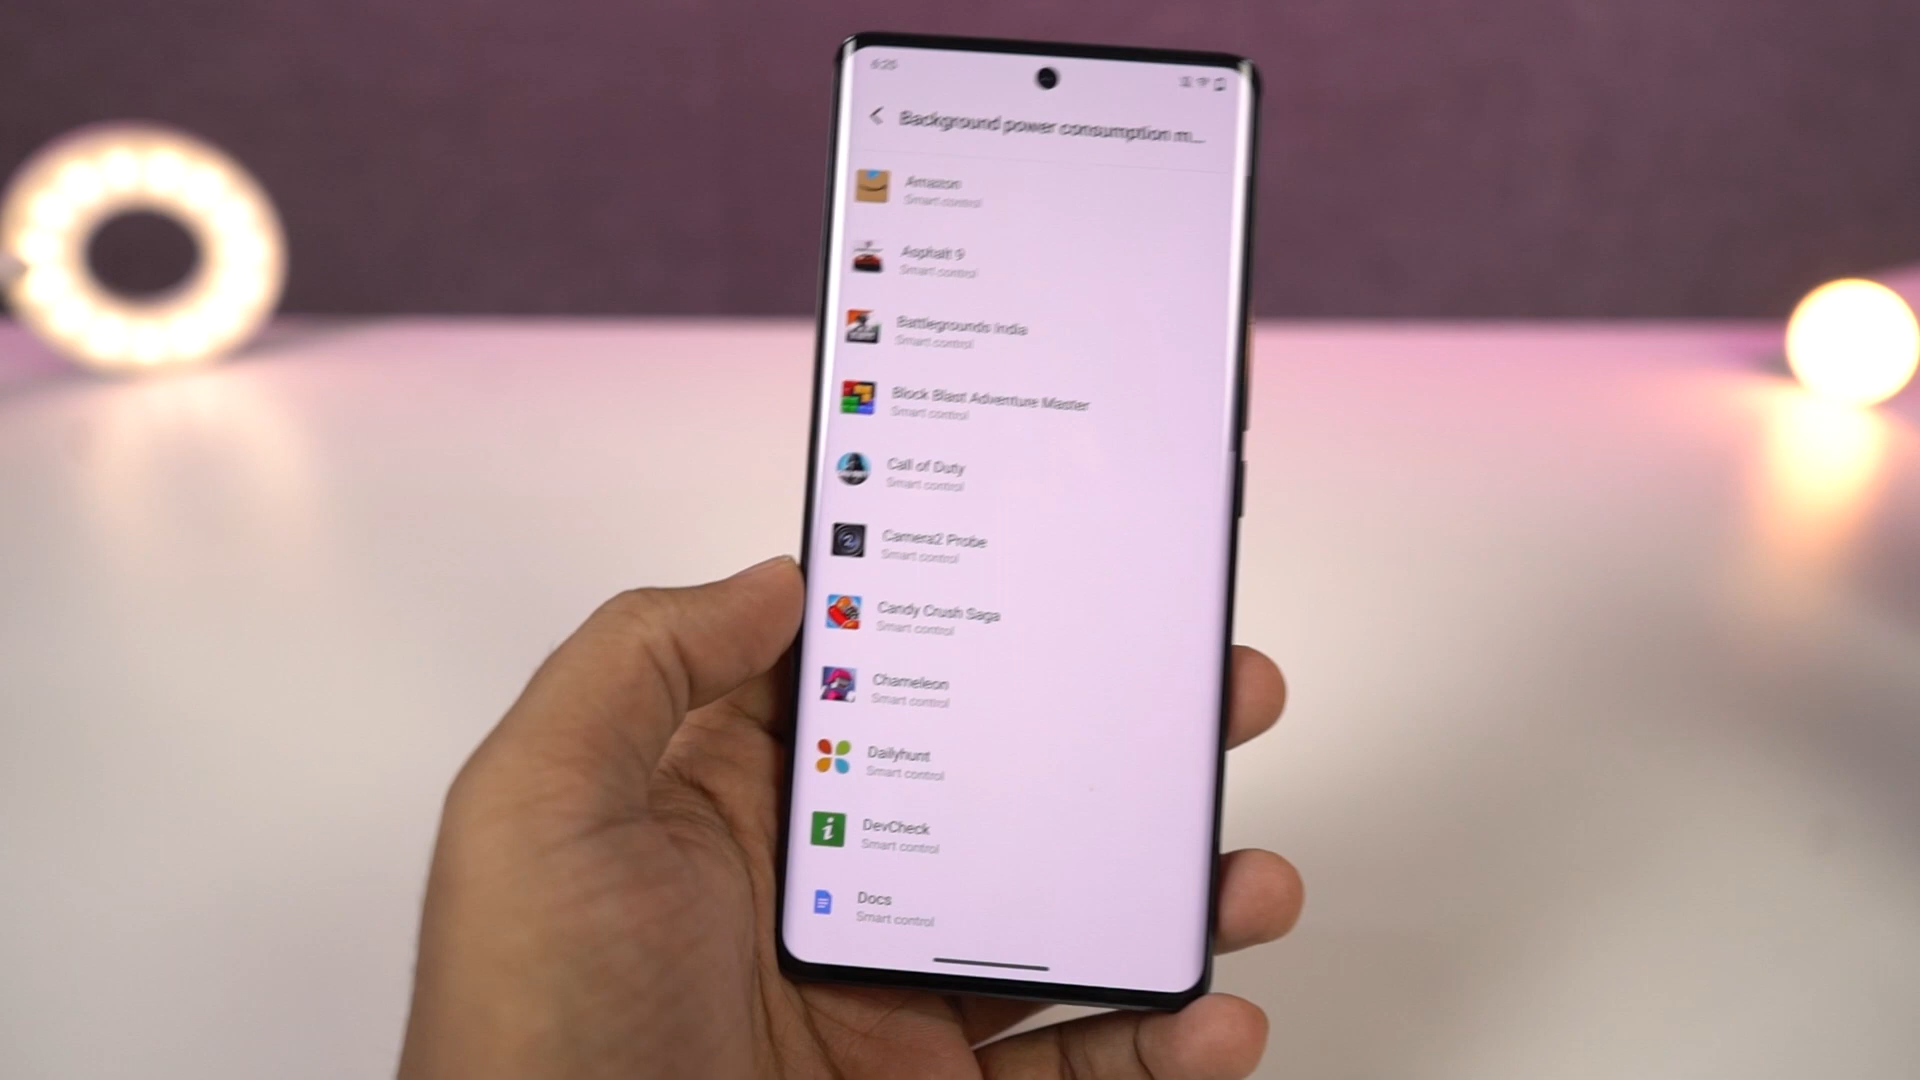 6:25
Background power consumption m...
Amazon
Smart control
Asphalt 9
Smart control
Battlegrounds India
Smart control
Block Blast Adventure Master
Smart control
Call of Duty
Smart control
Camera2 Probe
Smart control
Candy Crush Saga
Smart control
Chameleon
Smart control
Dailyhunt
Smart control
DevCheck
Smart control
Docs
Smart control